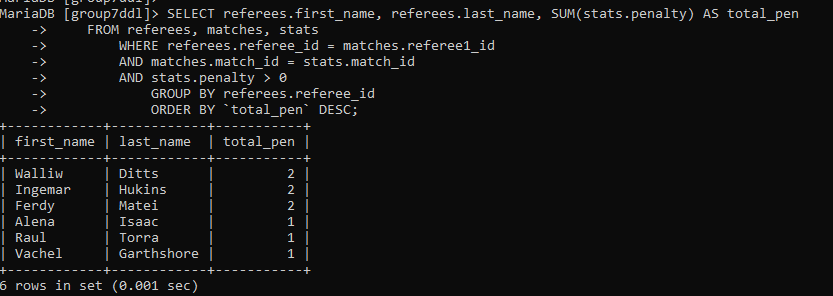 MariaDB [group7ddl]> SELECT referees.first_name, referees.last_name, SUM(stats.penalty) AS total_pen
    ->     FROM referees, matches, stats
    ->         WHERE referees.referee_id = matches.referee1_id
    ->         AND matches.match_id = stats.match_id
    ->         AND stats.penalty > 0
    ->             GROUP BY referees.referee_id
    ->             ORDER BY `total_pen` DESC;
+------------+------------+-----------+
| first_name | last_name  | total_pen |
+------------+------------+-----------+
| Walliw     | Ditts      |         2 |
| Ingemar    | Hukins     |         2 |
| Ferdy      | Matei      |         2 |
| Alena      | Isaac      |         1 |
| Raul       | Torra      |         1 |
| Vachel     | Garthshore |         1 |
+------------+------------+-----------+
6 rows in set (0.001 sec)